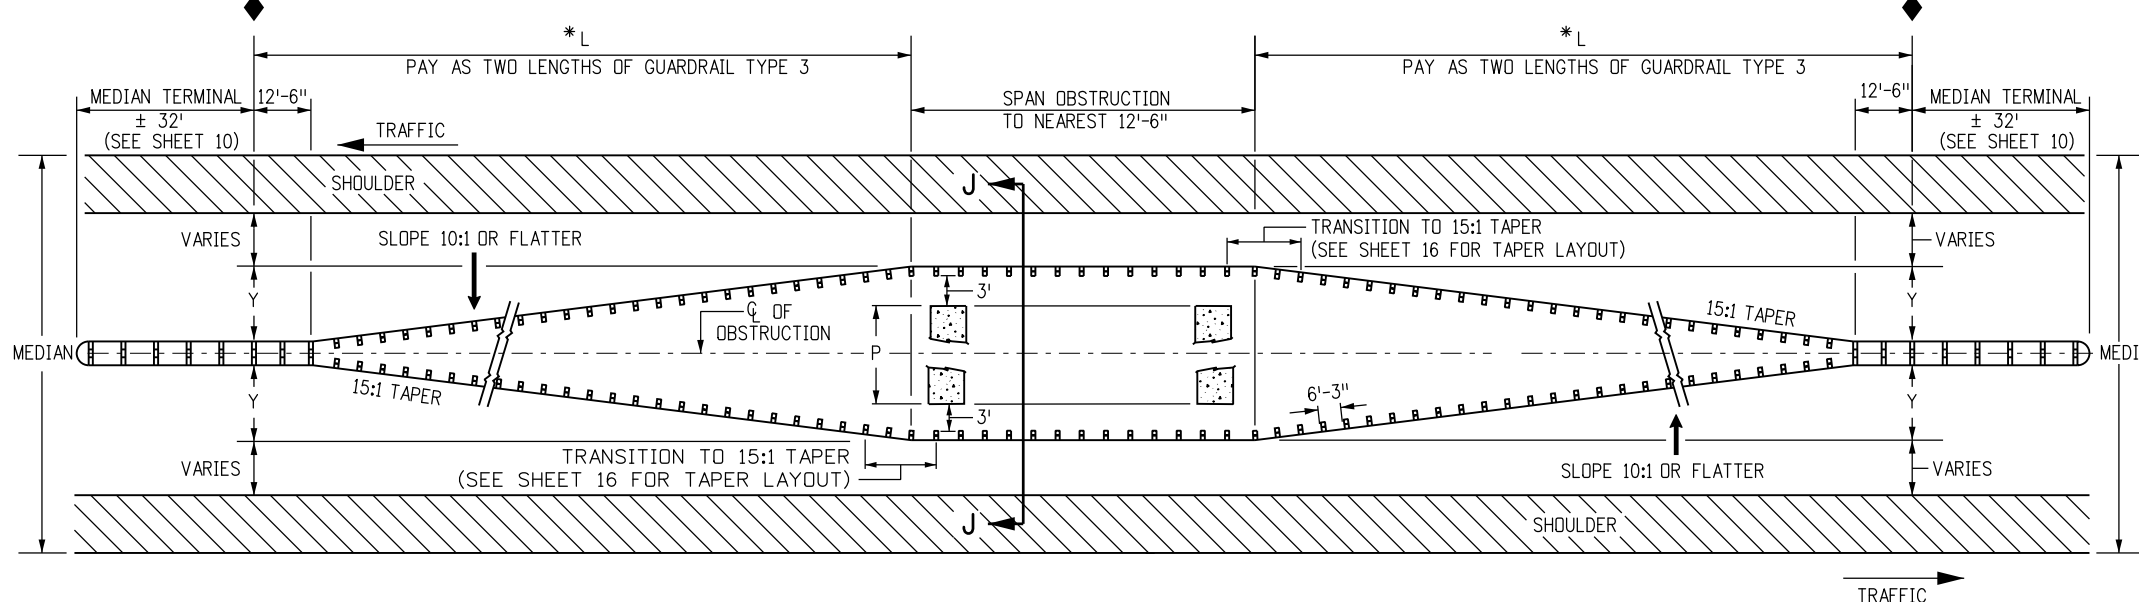 *L
PAY AS TWO LENGTHS OF GUARDRAIL TYPE 3
*L
PAY AS TWO LENGTHS OF GUARDRAIL TYPE 3
MEDIAN TERMINAL
± 32'
(SEE SHEET 10)
12'-6"
SPAN OBSTRUCTION
TO NEAREST 12'-6"
12'-6"
MEDIAN TERMINAL
± 32'
(SEE SHEET 10)
TRAFFIC
SHOULDER
J
VARIES
SLOPE 10:1 OR FLATTER
TRANSITION TO 15:1 TAPER
(SEE SHEET 16 FOR TAPER LAYOUT)
VARIES
Y
3'
℄ OF
OBSTRUCTION
15:1 TAPER
Y
MEDIAN
P
MEDI
15:1 TAPER
Y
3'
6'-3"
Y
VARIES
TRANSITION TO 15:1 TAPER
(SEE SHEET 16 FOR TAPER LAYOUT)
SLOPE 10:1 OR FLATTER
VARIES
J
SHOULDER
TRAFFIC